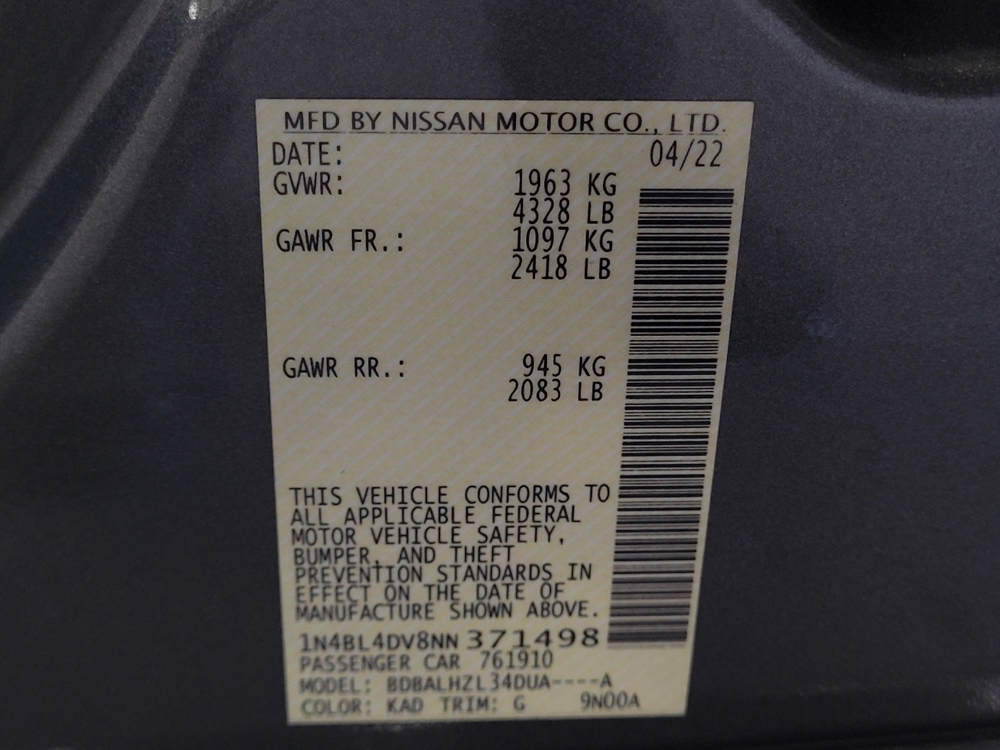 MFD BY NISSAN MOTOR CO., LTD.
DATE: 04/22
GVWR: 1963 KG
4328 LB
GAWR FR.: 1097 KG
2418 LB
GAWR RR.: 945 KG
2083 LB
THIS VEHICLE CONFORMS TO
ALL APPLICABLE FEDERAL
MOTOR VEHICLE SAFETY,
BUMPER, AND THEFT
PREVENTION STANDARDS IN
EFFECT ON THE DATE OF
MANUFACTURE SHOWN ABOVE.
1N4BL4DV8NN 371498
PASSENGER CAR 761910
MODEL: BDBALHZL34DUA----A
COLOR: KAD TRIM: G 9N00A